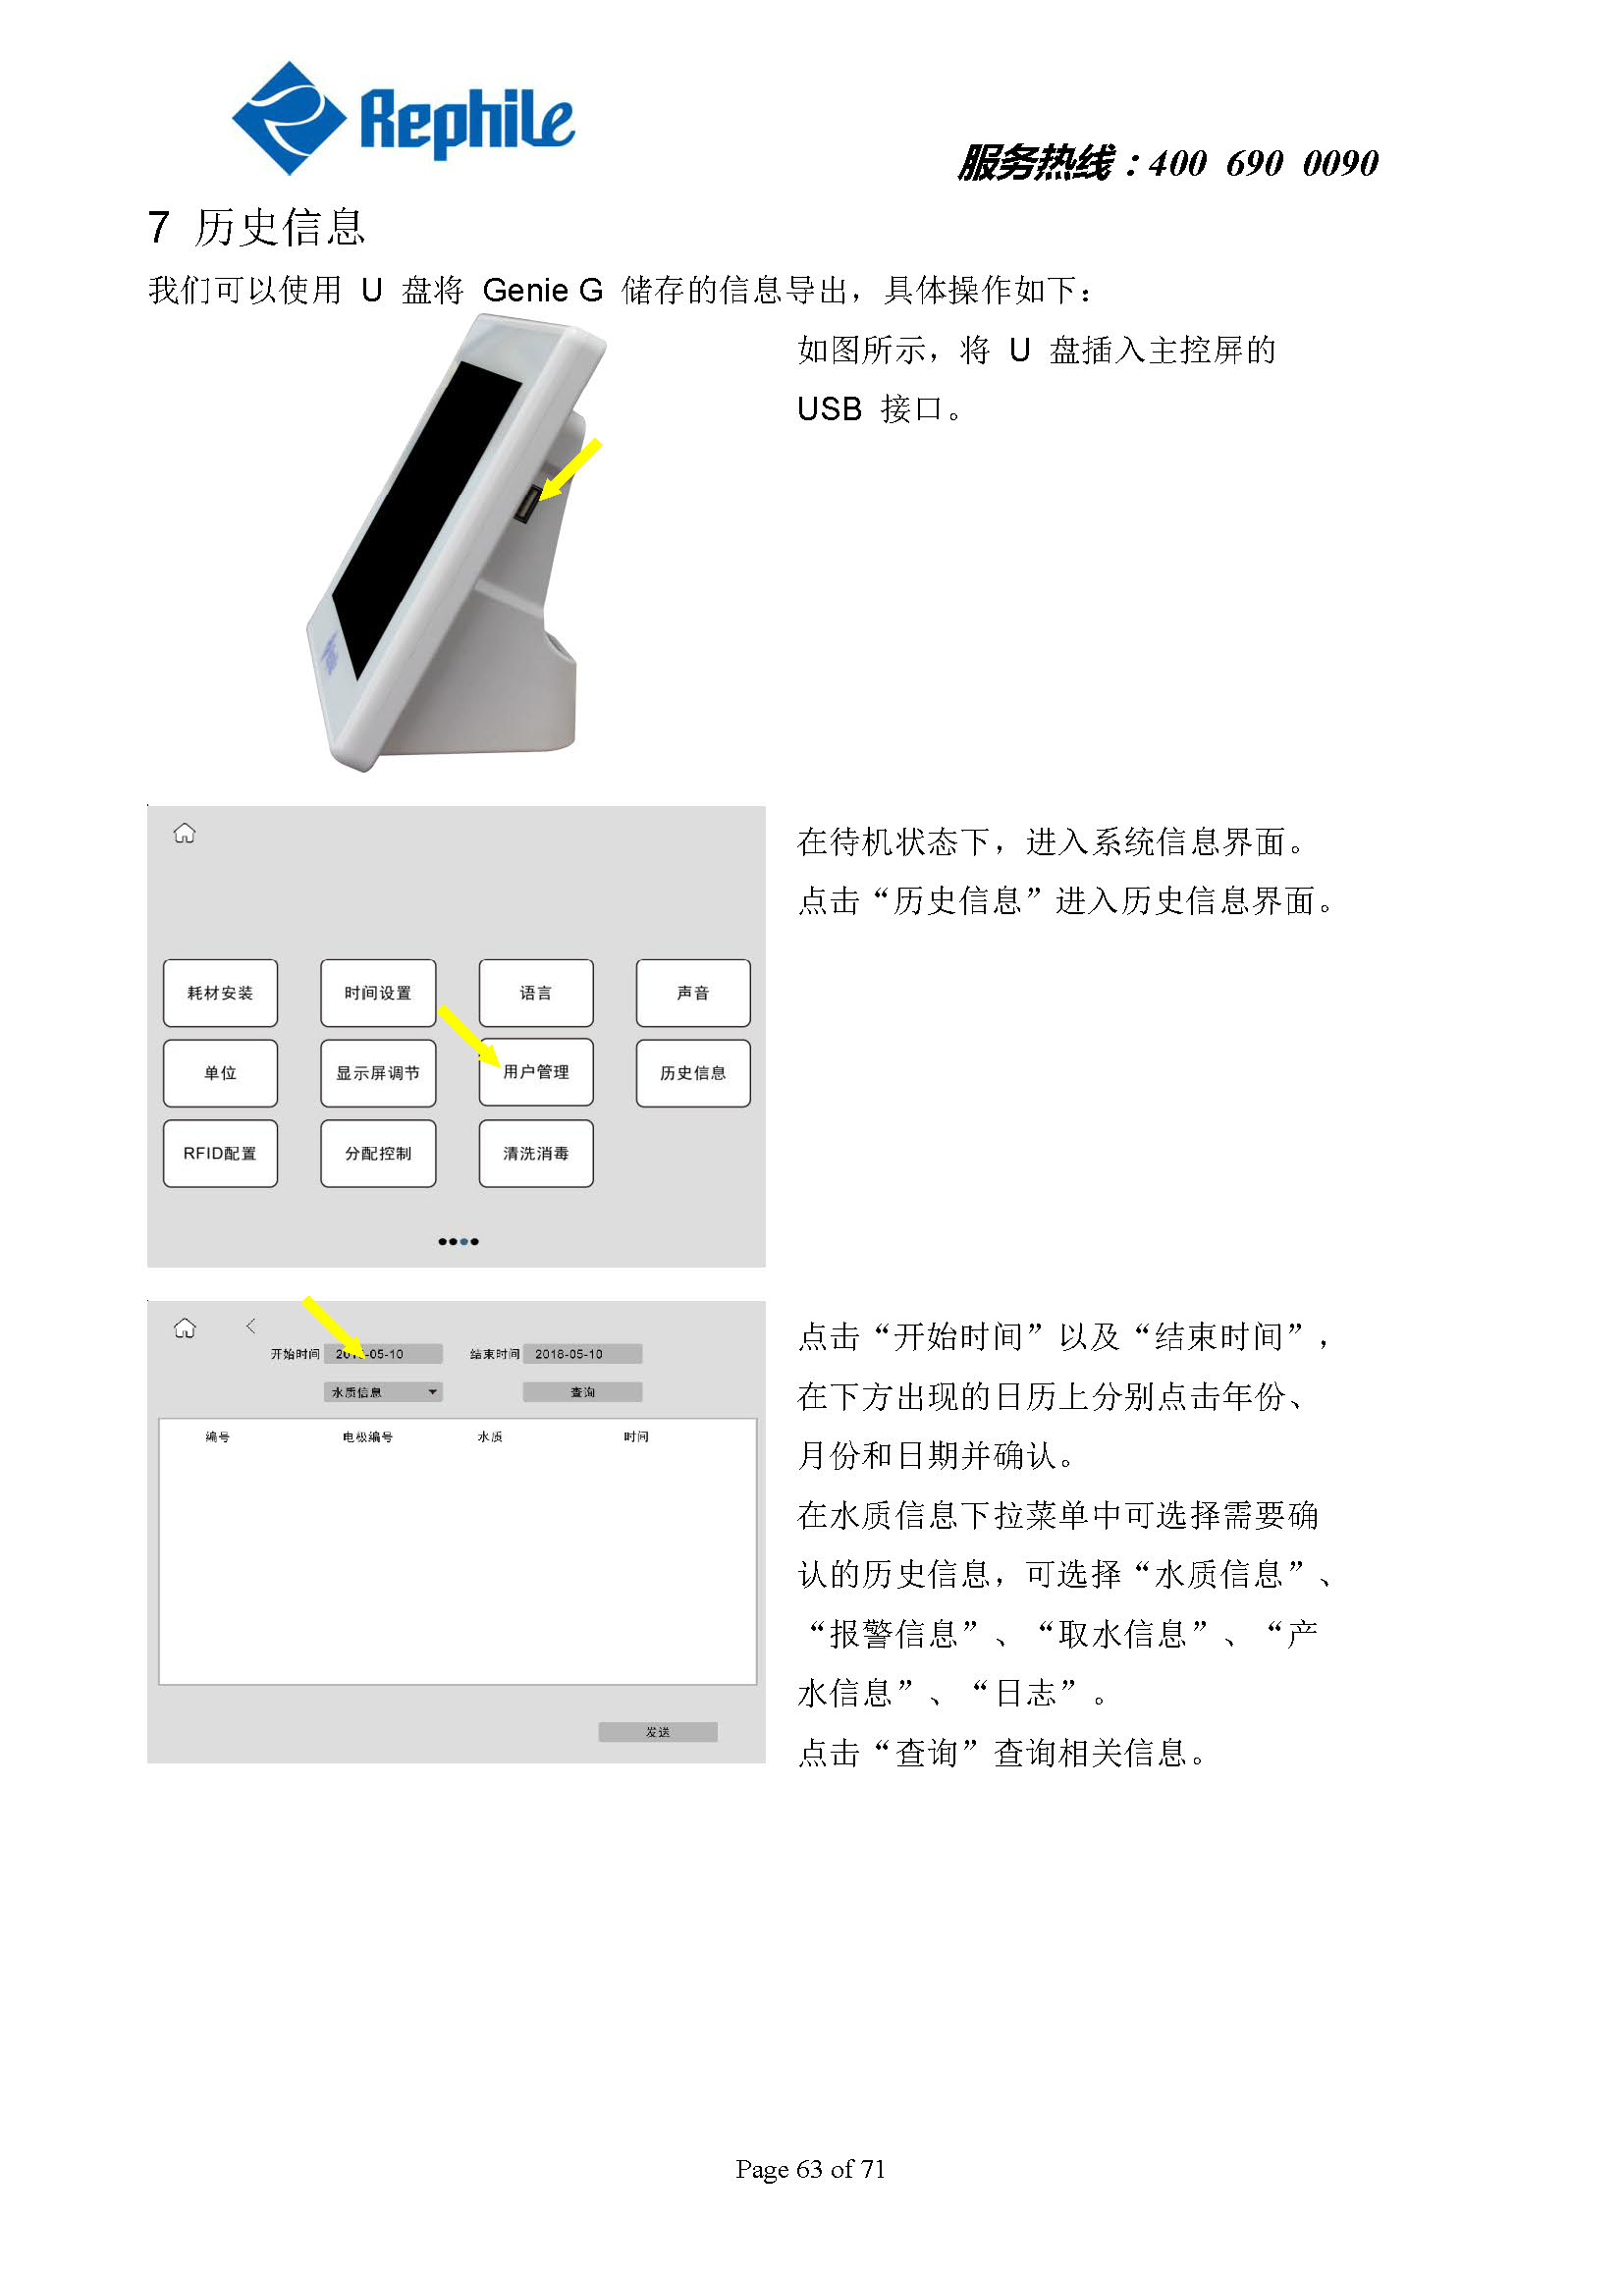 Rephile
服务热线：400 690 0090
7 历史信息
我们可以使用 U 盘将 Genie G 储存的信息导出，具体操作如下：
如图所示，将 U 盘插入主控屏的
USB 接口。
在待机状态下，进入系统信息界面。
点击“历史信息”进入历史信息界面。
耗材安装 时间设置 语言 声音
单位 显示屏调节 用户管理 历史信息
RFID配置 分配控制 清洗消毒
开始时间 -05-10 结束时间 2018-05-10
水质信息 查询
编号 电极编号 水质 时间
发送
点击“开始时间”以及“结束时间”，
在下方出现的日历上分别点击年份、
月份和日期并确认。
在水质信息下拉菜单中可选择需要确
认的历史信息，可选择“水质信息”、
“报警信息”、“取水信息”、“产
水信息”、“日志”。
点击“查询”查询相关信息。
Page 63 of 71